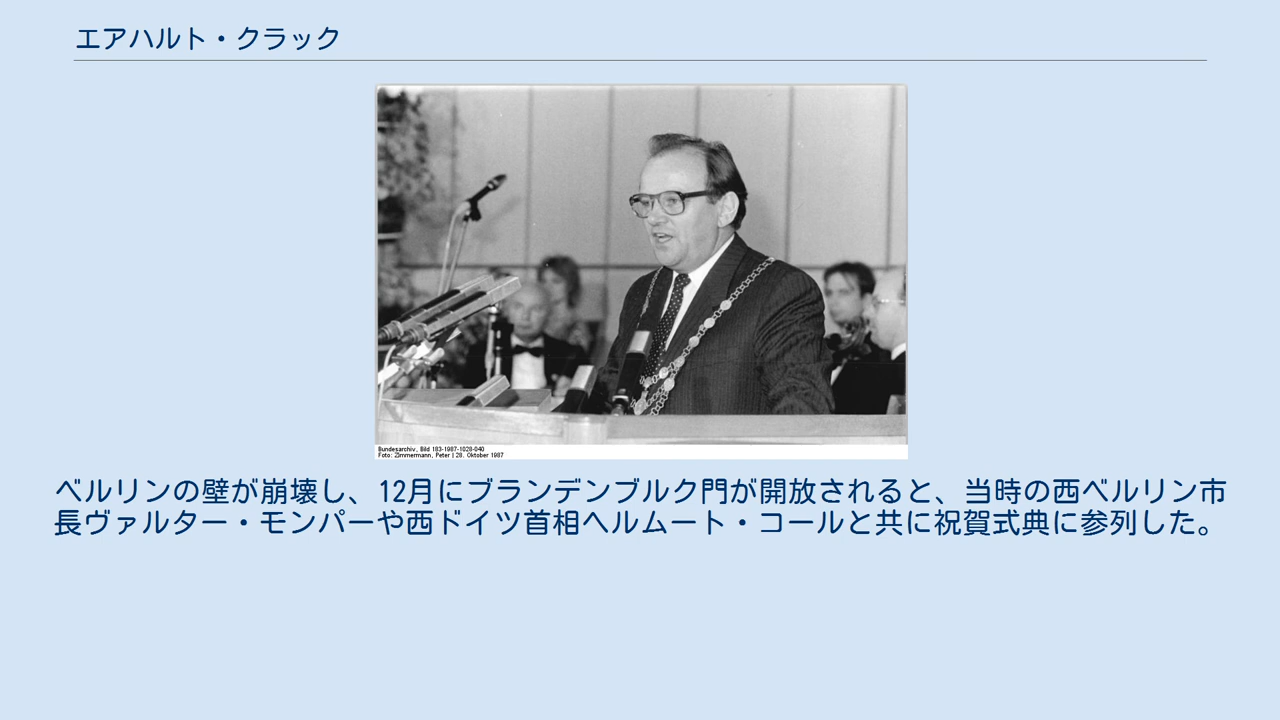 エアハルト・クラック
Bundesarchiv, Bild 183-1987-1028-040
Foto: Zimmermann, Peter | 28. Oktober 1987
ベルリンの壁が崩壊し、12月にブランデンブルク門が開放されると、当時の西ベルリン市
長ヴァルター・モンパーや西ドイツ首相ヘルムート・コールと共に祝賀式典に参列した。